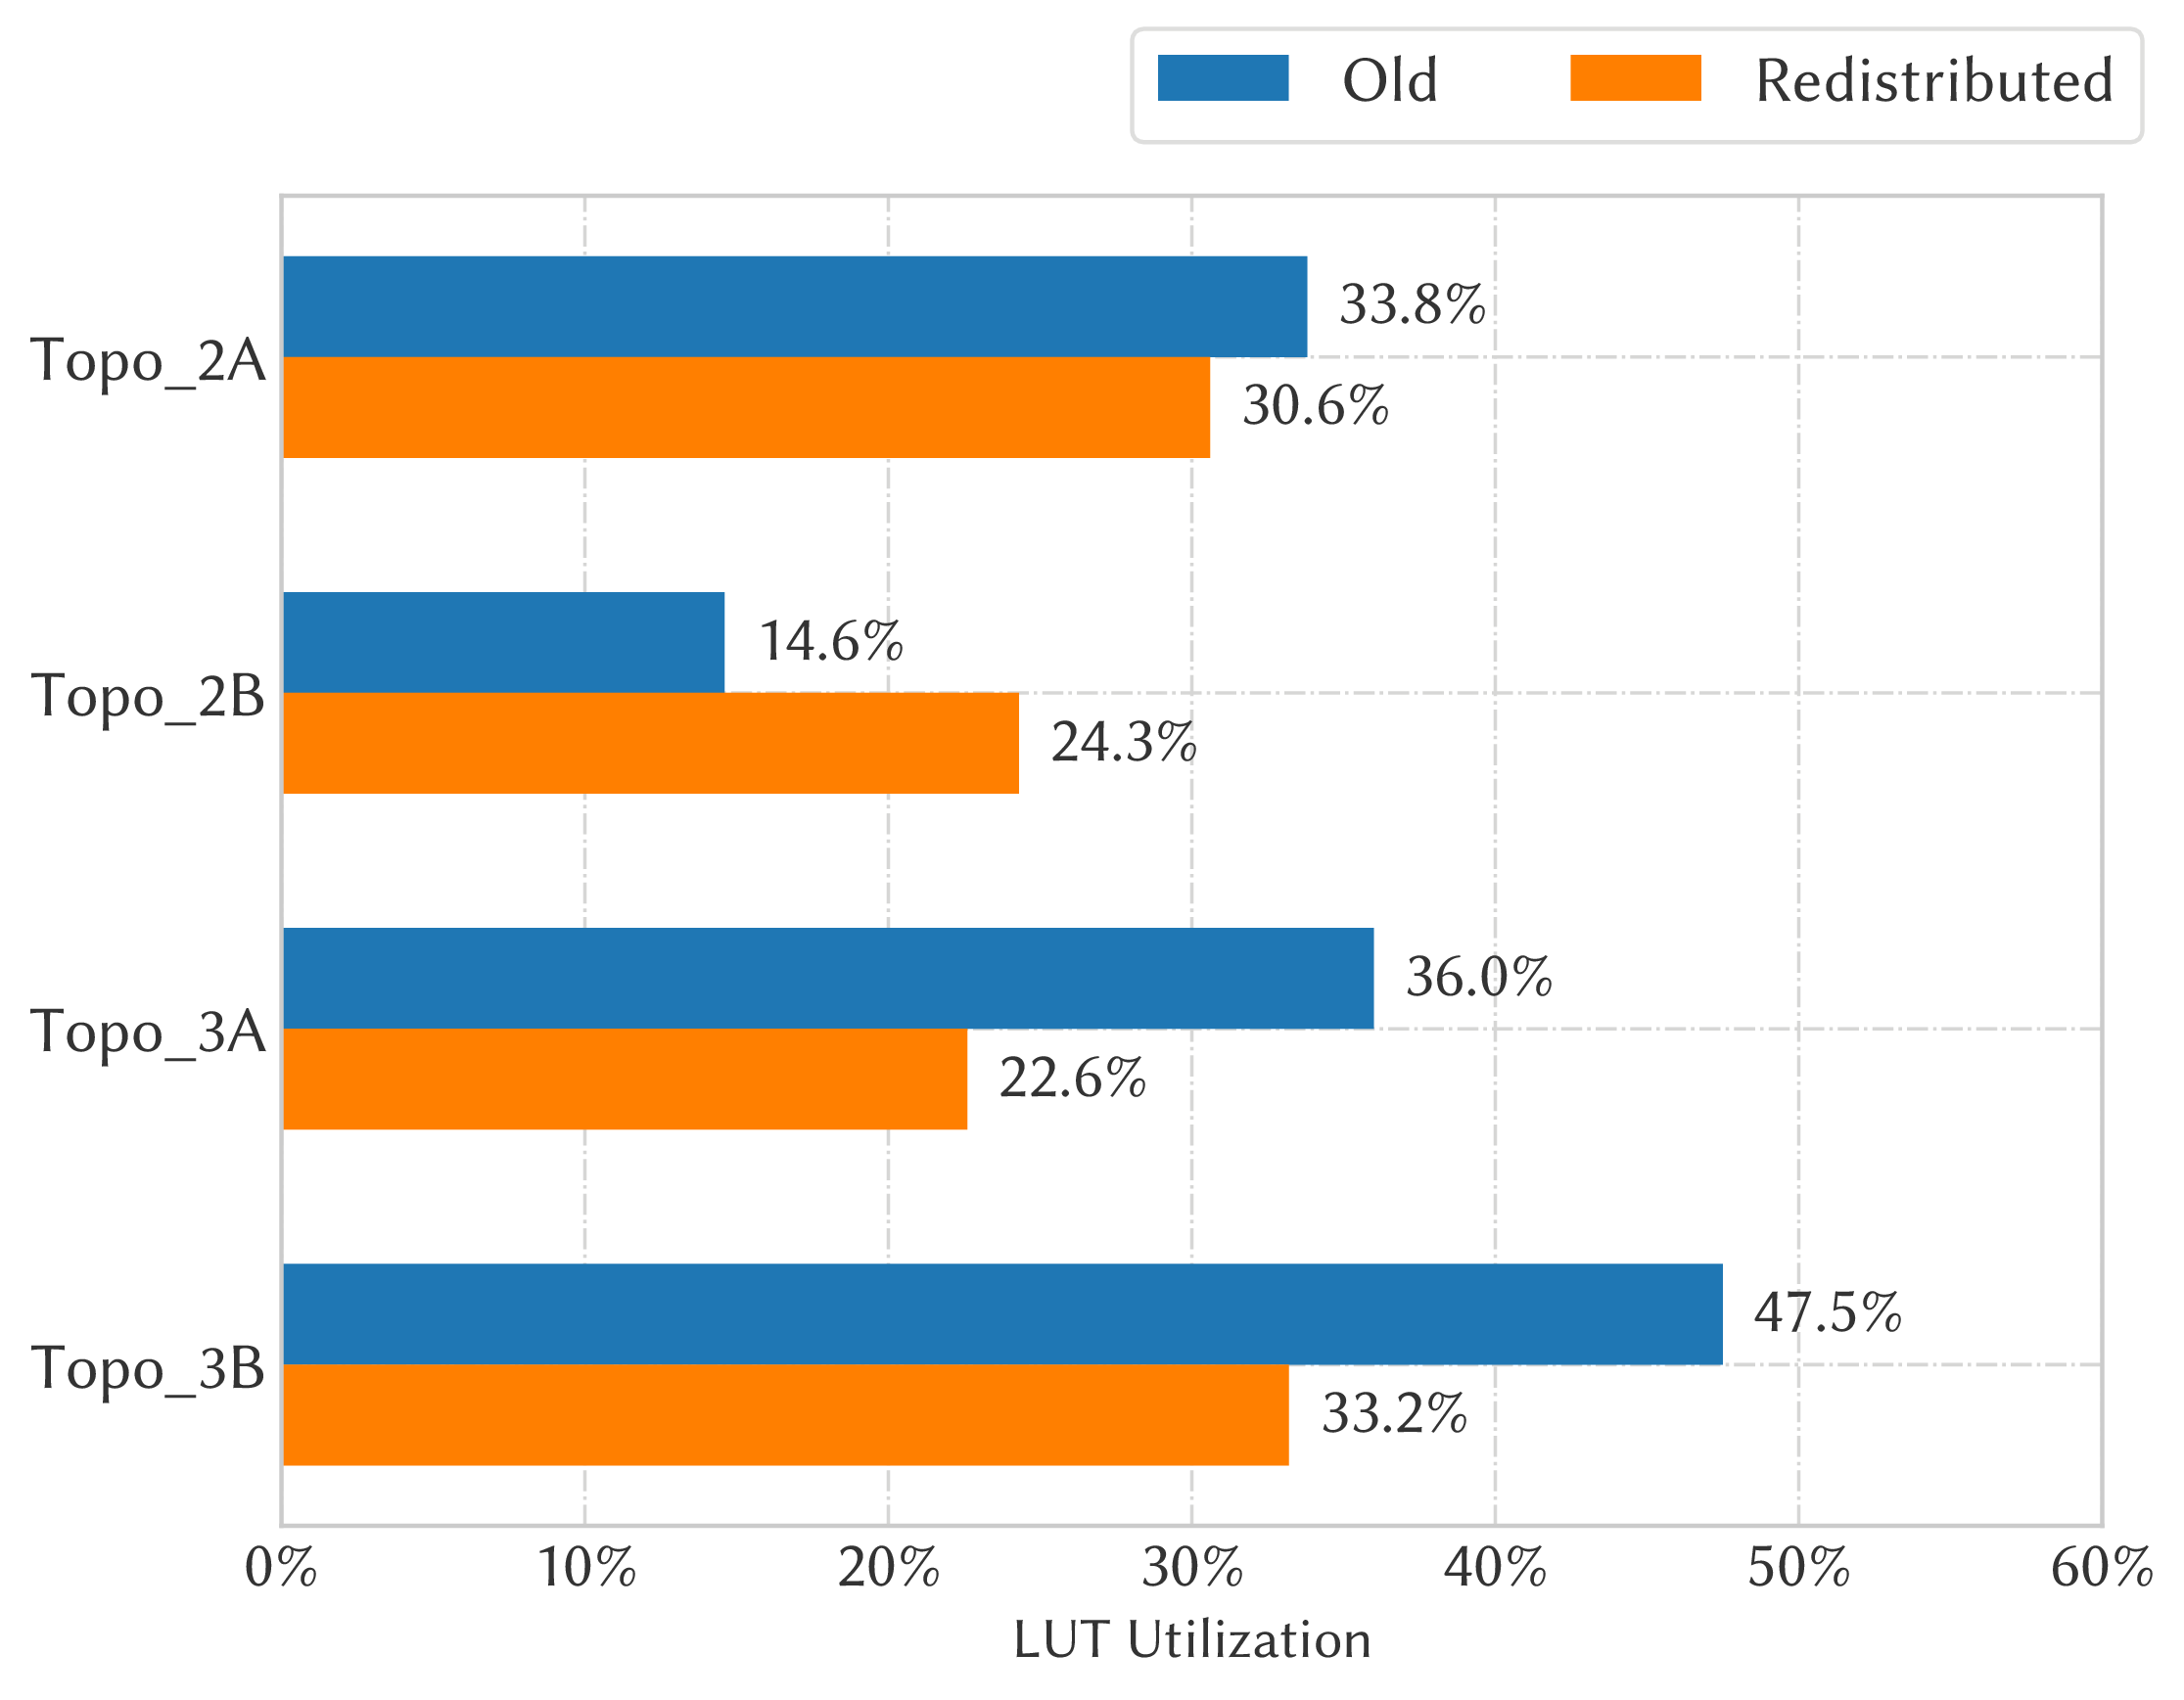 Old Redistributed
Topo_2A
33.8%
30.6%
Topo_2B
14.6%
24.3%
Topo_3A
36.0%
22.6%
Topo_3B
47.5%
33.2%
0% 10% 20% 30% 40% 50% 60%
LUT Utilization